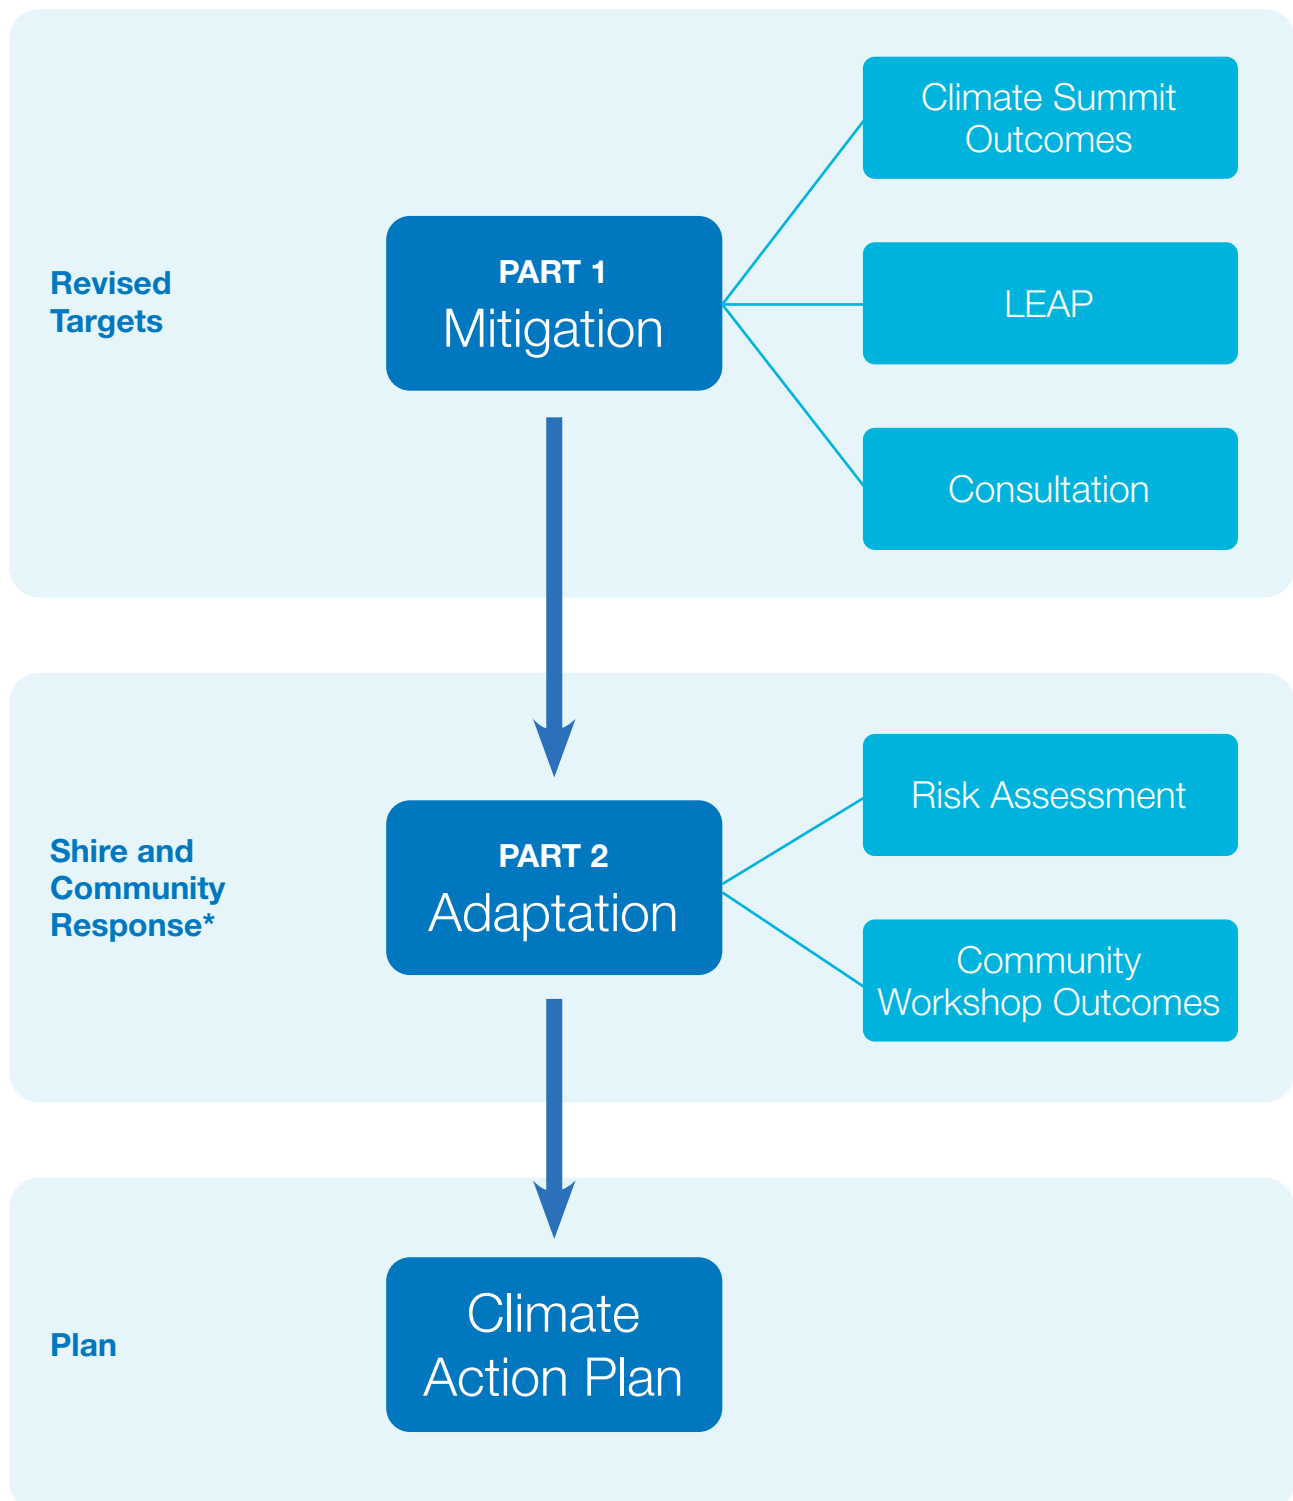 Revised
Targets
PART 1
Mitigation
Climate Summit
Outcomes
LEAP
Consultation
Shire and
Community
Response*
PART 2
Adaptation
Risk Assessment
Community
Workshop Outcomes
Plan
Climate
Action Plan